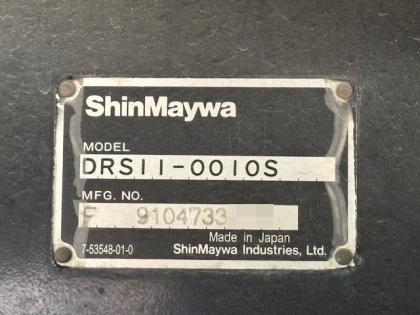 ShinMaywa
MODEL
DRS11-0010S
MFG. NO.
F 9104733
Made in Japan
7-53548-01-0 ShinMaywa Industries, Ltd.